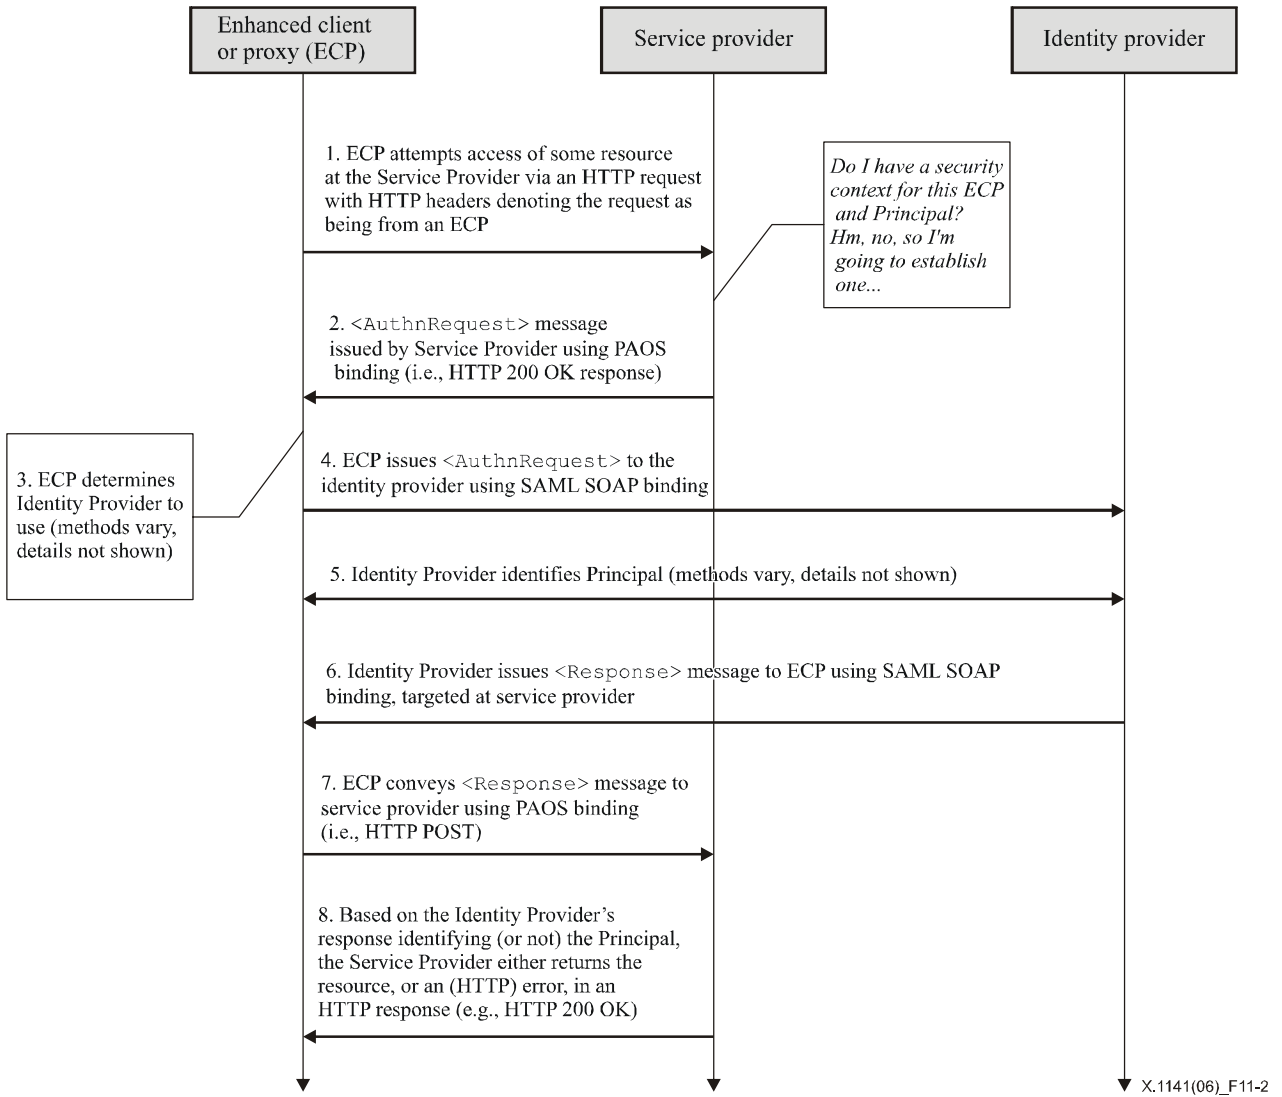 Enhanced client
or proxy (ECP)
Service provider
Identity provider
1. ECP attempts access of some resource
at the Service Provider via an HTTP request
with HTTP headers denoting the request as
being from an ECP
Do I have a security
context for this ECP
and Principal?
Hm, no, so I'm
going to establish
one...
2. <AuthnRequest> message
issued by Service Provider using PAOS
binding (i.e., HTTP 200 OK response)
3. ECP determines
Identity Provider to
use (methods vary,
details not shown)
4. ECP issues <AuthnRequest> to the
identity provider using SAML SOAP binding
5. Identity Provider identifies Principal (methods vary, details not shown)
6. Identity Provider issues <Response> message to ECP using SAML SOAP
binding, targeted at service provider
7. ECP conveys <Response> message to
service provider using PAOS binding
(i.e., HTTP POST)
8. Based on the Identity Provider’s
response identifying (or not) the Principal,
the Service Provider either returns the
resource, or an (HTTP) error, in an
HTTP response (e.g., HTTP 200 OK)
X.1141(06)_F11-2